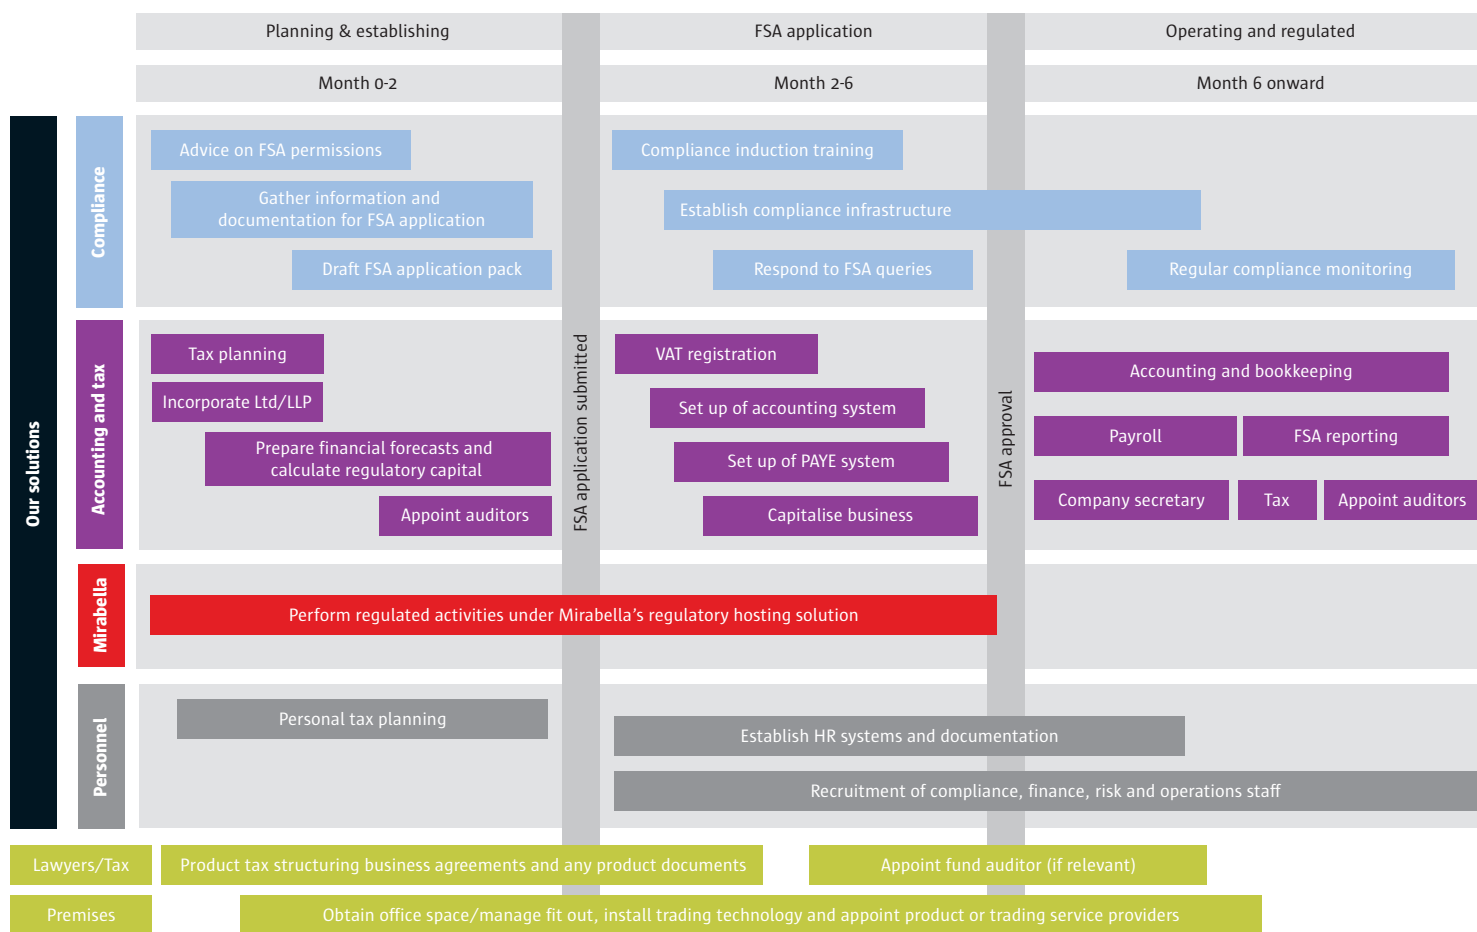 Planning & establishing
FSA application
Operating and regulated
Month 0-2
Month 2-6
Month 6 onward
Our solutions
Compliance
Advice on FSA permissions
Gather information and
documentation for FSA application
Draft FSA application pack
Compliance induction training
Establish compliance infrastructure
Respond to FSA queries
Regular compliance monitoring
FSA application submitted
FSA approval
Accounting and tax
Tax planning
Incorporate Ltd/LLP
Prepare financial forecasts and
calculate regulatory capital
Appoint auditors
VAT registration
Set up of accounting system
Set up of PAYE system
Capitalise business
Accounting and bookkeeping
Payroll
FSA reporting
Company secretary
Tax
Appoint auditors
Mirabella
Perform regulated activities under Mirabella’s regulatory hosting solution
Personnel
Personal tax planning
Establish HR systems and documentation
Recruitment of compliance, finance, risk and operations staff
Lawyers/Tax
Product tax structuring business agreements and any product documents
Appoint fund auditor (if relevant)
Premises
Obtain office space/manage fit out, install trading technology and appoint product or trading service providers